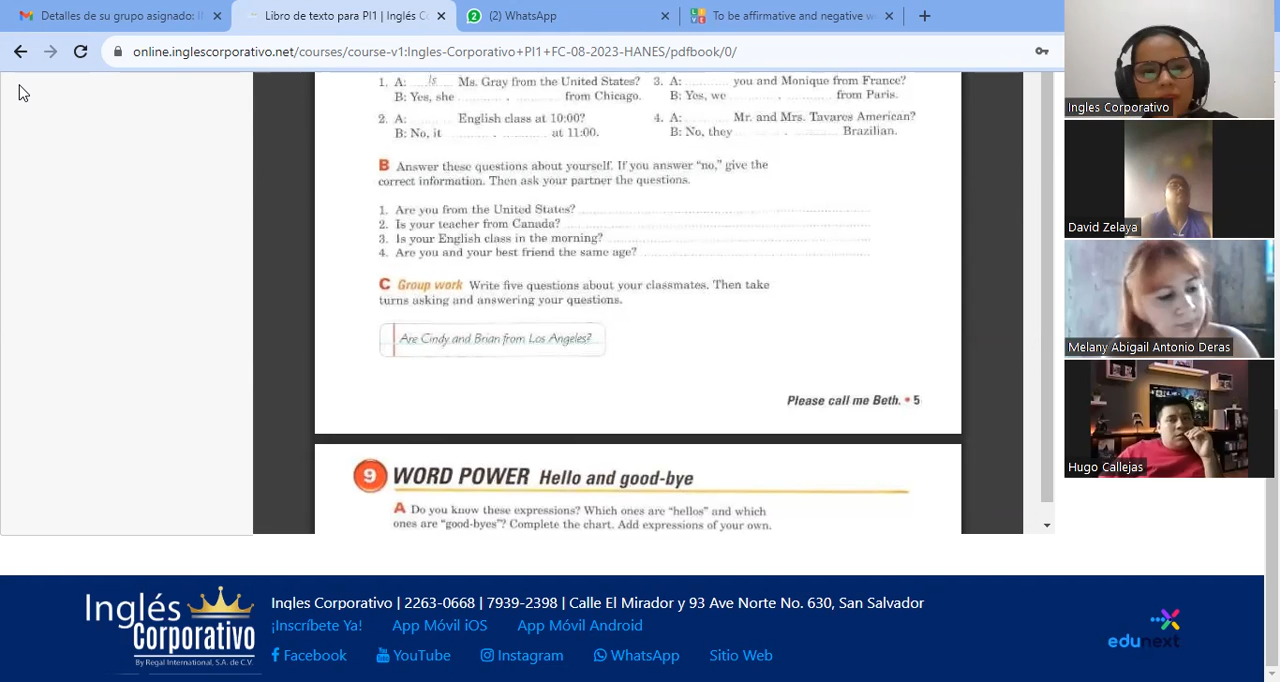 Detalles de su grupo asignado: I
Libro de texto para PI1 | Inglés C
(2) WhatsApp
To be affirmative and negative w
online.inglescorporativo.net/courses/course-v1:Ingles-Corporativo+PI1+FC-08-2023-HANES/pdfbook/0/
1. A: Is Ms. Gray from the United States?
B: Yes, she from Chicago.
2. A: English class at 10:00?
B: No, it at 11:00.
3. A: you and Monique from France?
B: Yes, we from Paris.
4. A: Mr. and Mrs. Tavares American?
B: No, they Brazilian.
B Answer these questions about yourself. If you answer “no,” give the
correct information. Then ask your partner the questions.
1. Are you from the United States?
2. Is your teacher from Canada?
3. Is your English class in the morning?
4. Are you and your best friend the same age?
C Group work Write five questions about your classmates. Then take
turns asking and answering your questions.
Are Cindy and Brian from Los Angeles?
Please call me Beth. • 5
9 WORD POWER Hello and good-bye
A Do you know these expressions? Which ones are “hellos” and which
ones are “good-byes”? Complete the chart. Add expressions of your own.
Ingles Corporativo
David Zelaya
Melany Abigail Antonio Deras
Hugo Callejas
Inglés
Corporativo
By Regal International, S.A. de C.V.
Ingles Corporativo | 2263-0668 | 7939-2398 | Calle El Mirador y 93 Ave Norte No. 630, San Salvador
¡Inscríbete Ya! App Móvil iOS App Móvil Android
Facebook YouTube Instagram WhatsApp Sitio Web
edunext